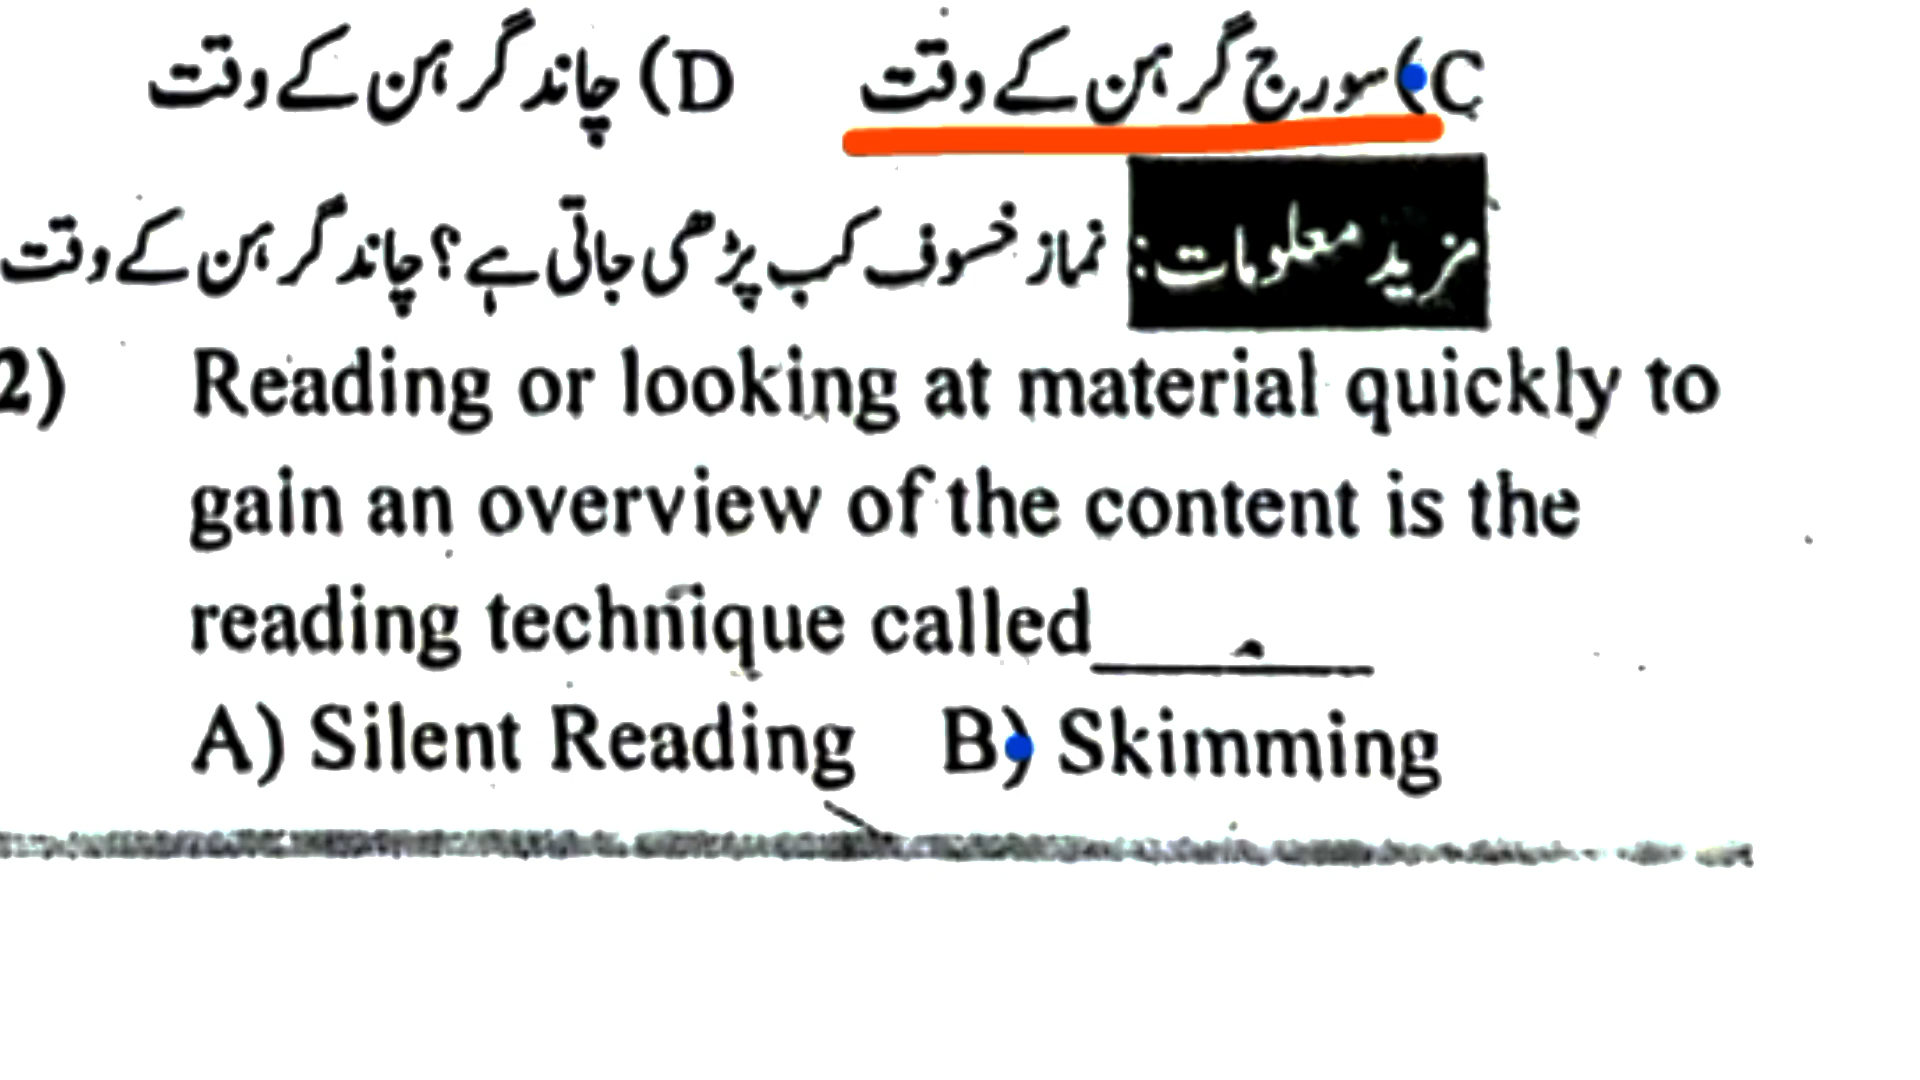 C) سورج گرہن کے وقت D) چاند گرہن کے وقت
مزید معلومات: نماز خسوف کب پڑھی جاتی ہے؟ چاند گرہن کے وقت
2) Reading or looking at material quickly to
gain an overview of the content is the
reading technique called______
A) Silent Reading B) Skimming